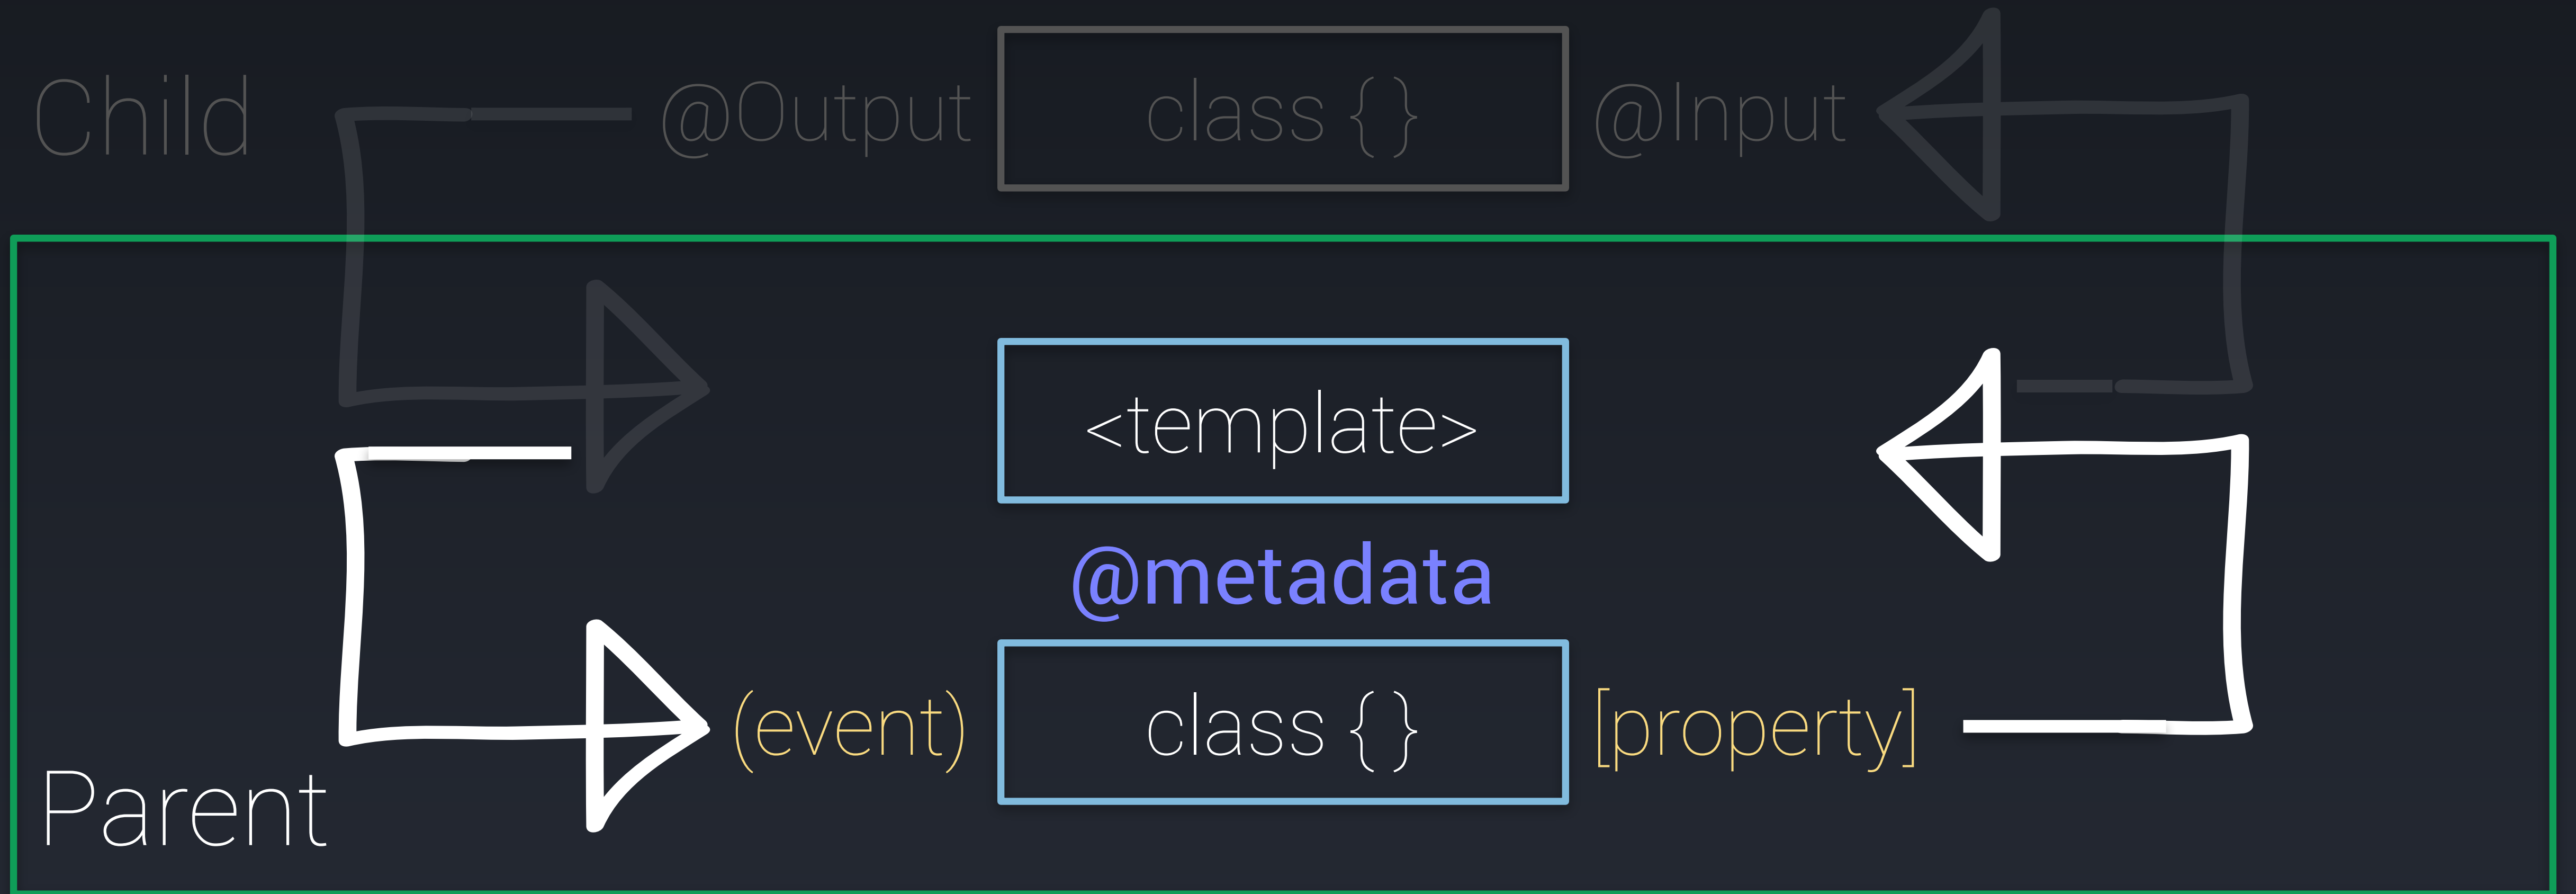 Child @Output class { } @Input
<template>
@metadata
(event) class { } [property]
Parent